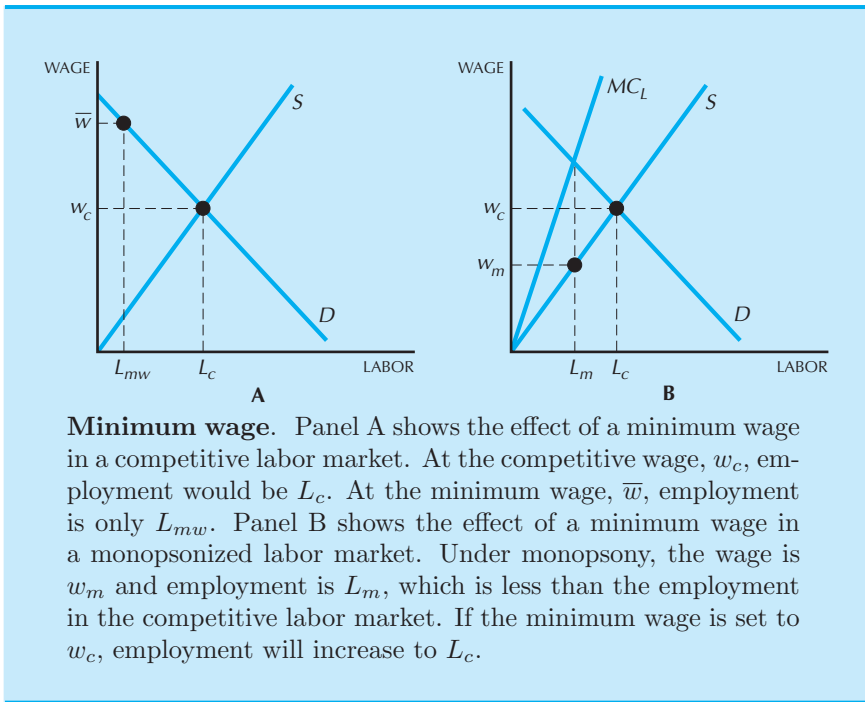 WAGE
S
w̅
w_c
D
L_mw L_c LABOR
A
WAGE
MC_L
S
w_c
w_m
D
L_m L_c LABOR
B
Minimum wage. Panel A shows the effect of a minimum wage
in a competitive labor market. At the competitive wage, w_c, em-
ployment would be L_c. At the minimum wage, w̅, employment
is only L_mw. Panel B shows the effect of a minimum wage in
a monopsonized labor market. Under monopsony, the wage is
w_m and employment is L_m, which is less than the employment
in the competitive labor market. If the minimum wage is set to
w_c, employment will increase to L_c.